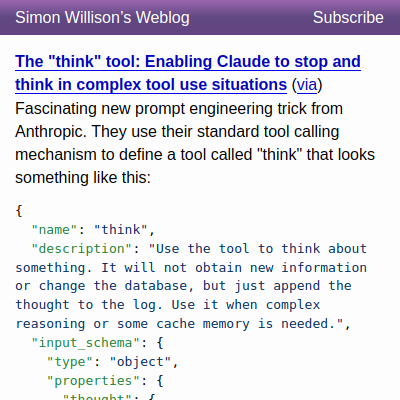 Simon Willison’s Weblog Subscribe
The "think" tool: Enabling Claude to stop and
think in complex tool use situations (via)
Fascinating new prompt engineering trick from
Anthropic. They use their standard tool calling
mechanism to define a tool called "think" that looks
something like this:
{
  "name": "think",
  "description": "Use the tool to think about
something. It will not obtain new information
or change the database, but just append the
thought to the log. Use it when complex
reasoning or some cache memory is needed.",
  "input_schema": {
    "type": "object",
    "properties": {
      "thought": {